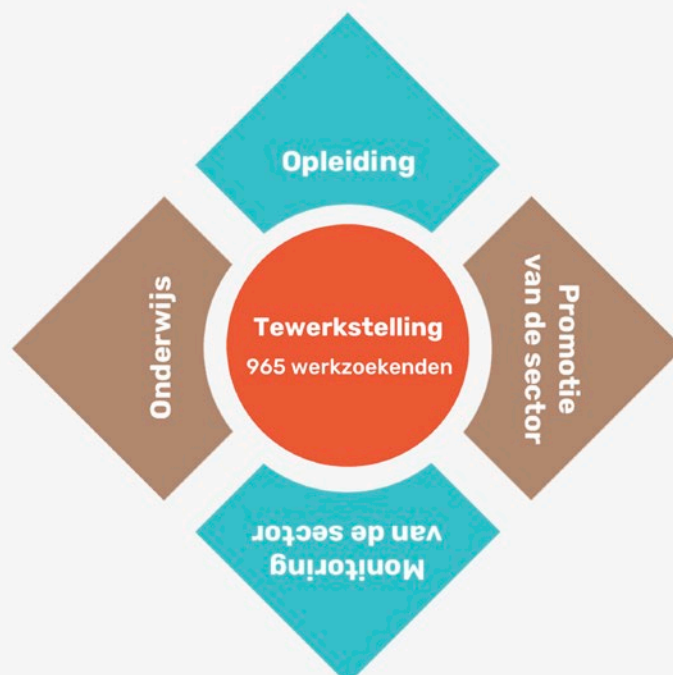 Opleiding
Onderwijs
Tewerkstelling
965 werkzoekenden
Promotie
van de sector
Monitoring
van de sector